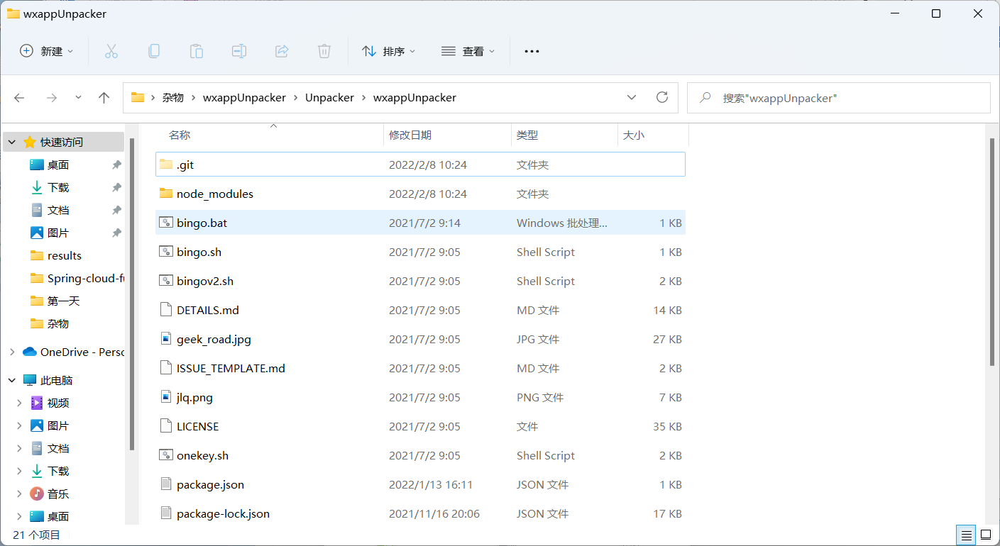 wxappUnpacker
新建 排序 查看
杂物 wxappUnpacker Unpacker wxappUnpacker 搜索"wxappUnpacker"
快速访问
桌面
下载
文档
图片
results
Spring-cloud-fu
第一天
杂物
OneDrive - Perso
此电脑
视频
图片
文档
下载
音乐
桌面
名称 修改日期 类型 大小
.git 2022/2/8 10:24 文件夹
node_modules 2022/2/8 10:24 文件夹
bingo.bat 2021/7/2 9:14 Windows 批处理... 1 KB
bingo.sh 2021/7/2 9:05 Shell Script 1 KB
bingov2.sh 2021/7/2 9:05 Shell Script 2 KB
DETAILS.md 2021/7/2 9:05 MD 文件 14 KB
geek_road.jpg 2021/7/2 9:05 JPG 文件 27 KB
ISSUE_TEMPLATE.md 2021/7/2 9:05 MD 文件 2 KB
jlq.png 2021/7/2 9:05 PNG 文件 7 KB
LICENSE 2021/7/2 9:05 文件 35 KB
onekey.sh 2021/7/2 9:05 Shell Script 2 KB
package.json 2022/1/13 16:11 JSON 文件 1 KB
package-lock.json 2021/11/16 20:06 JSON 文件 17 KB
21 个项目